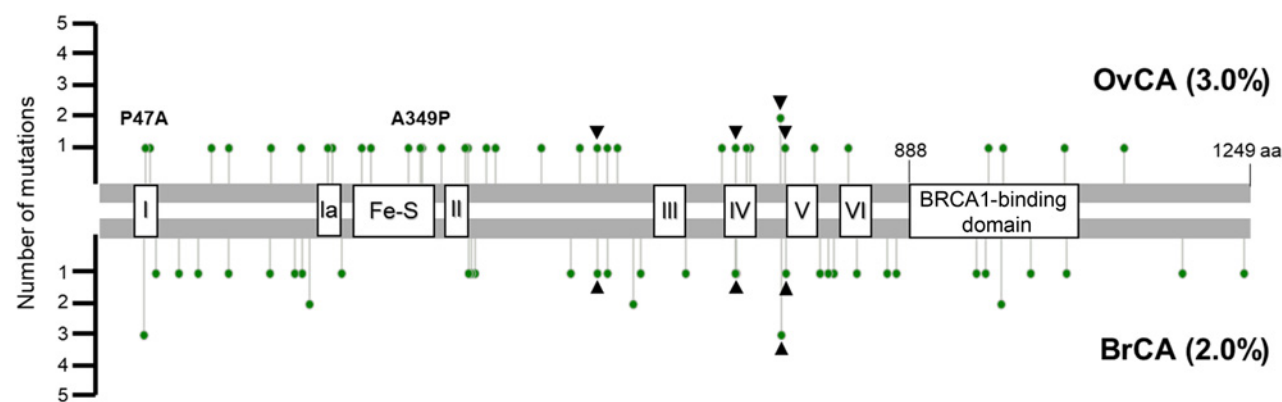 Number of mutations
5
4
3
2
1
P47A
A349P
OvCA (3.0%)
888
1249 aa
I
Ia
Fe-S
II
III
IV
V
VI
BRCA1-binding
domain
1
2
3
4
5
BrCA (2.0%)